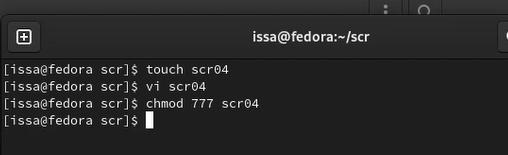 issa@fedora:~/scr
[issa@fedora scr]$ touch scr04
[issa@fedora scr]$ vi scr04
[issa@fedora scr]$ chmod 777 scr04
[issa@fedora scr]$